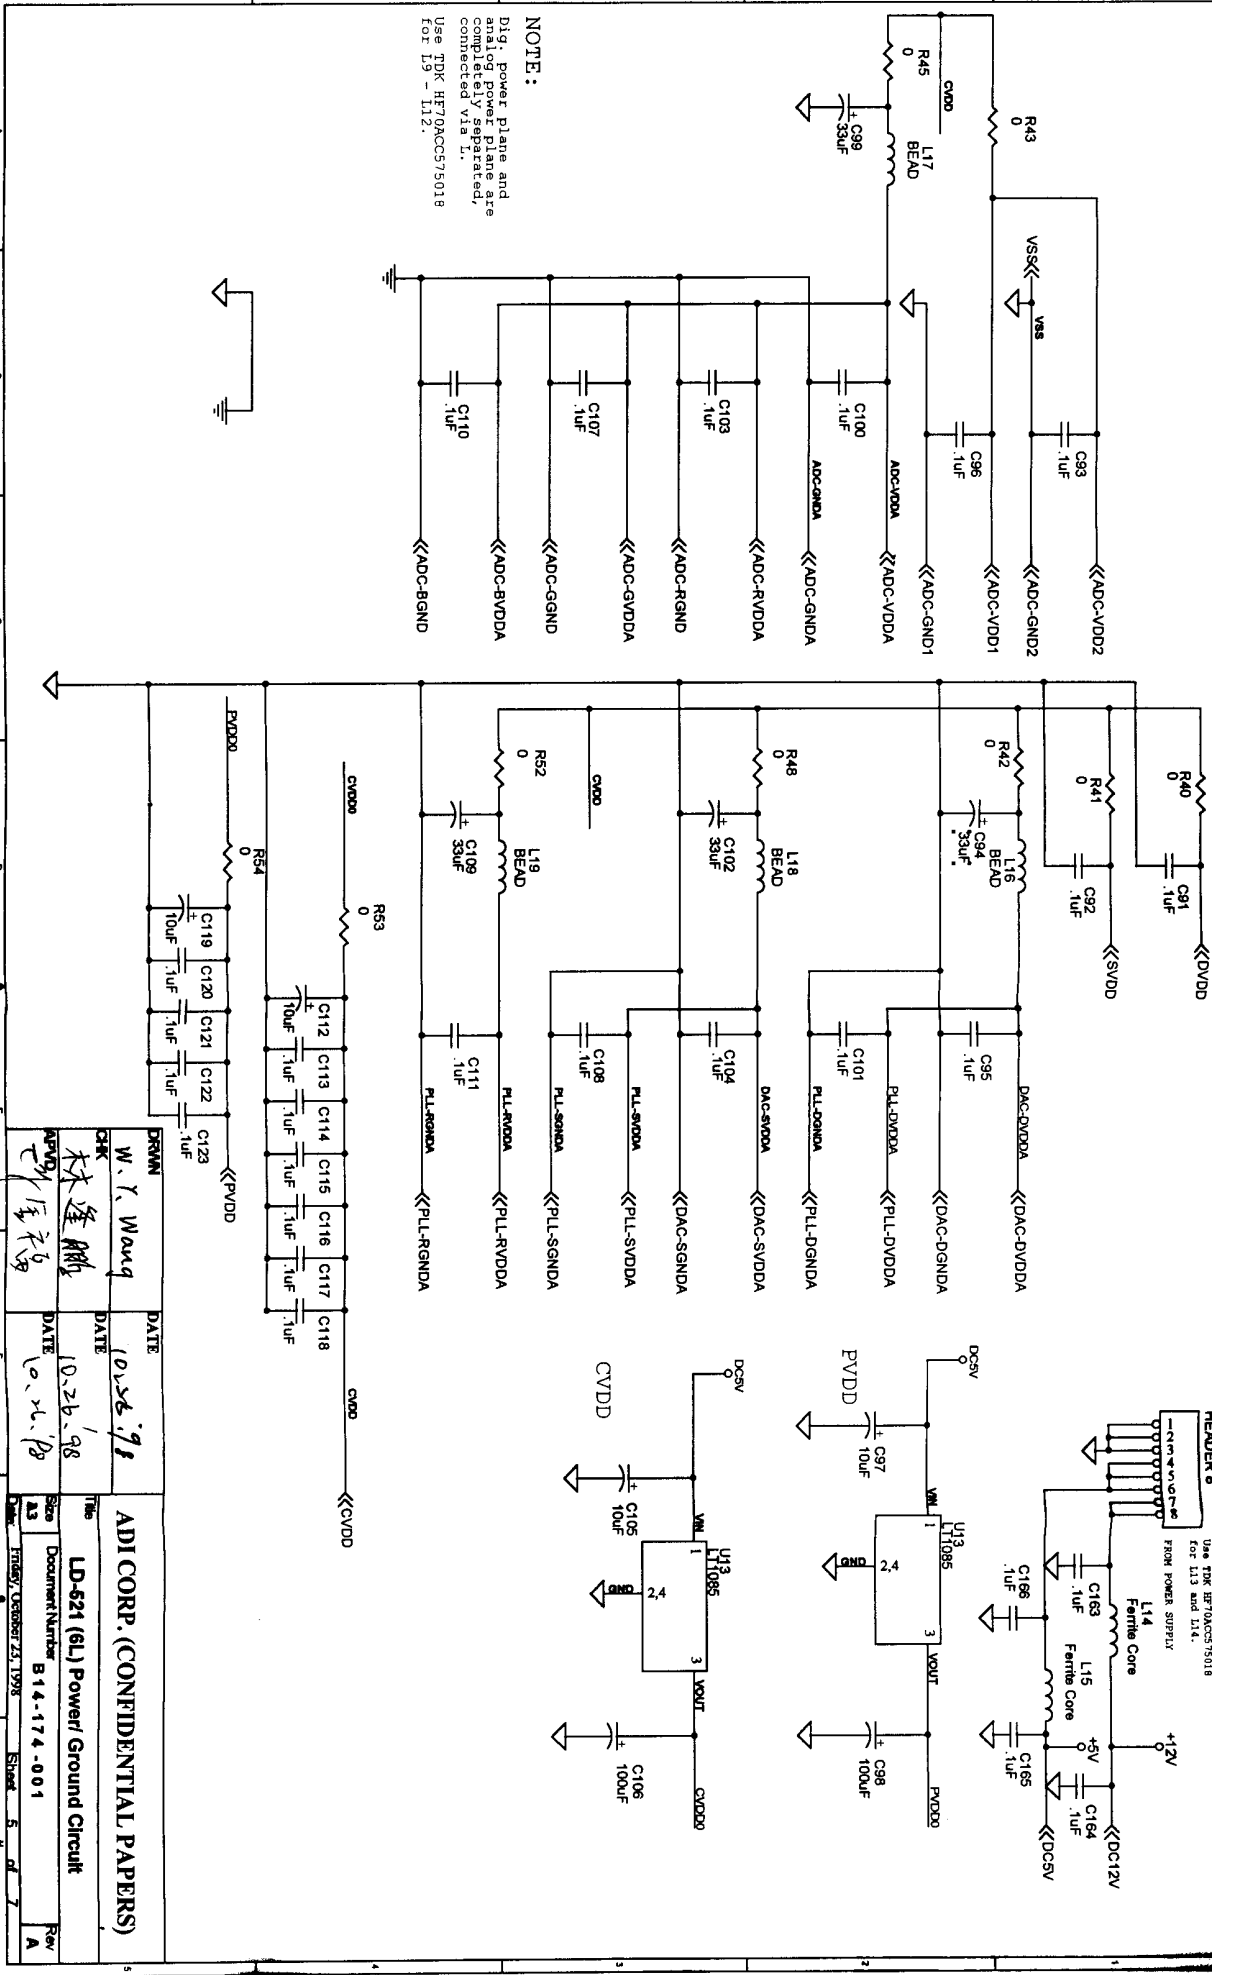 R43
0
R45
0
CVDD
L17
BEAD
C99
33uF
+
NOTE:
Dig. power plane and
analog power plane are
completely separated,
connected via L.
Use TDK HF70ACC575018
for L9 - L12.
VSS
VSS
C93
.1uF
C96
.1uF
C100
.1uF
C103
.1uF
C107
.1uF
C110
.1uF
ADC-VDDA
ADC-GNDA
ADC-VDD2
ADC-GND2
ADC-VDD1
ADC-GND1
ADC-VDDA
ADC-GNDA
ADC-RVDDA
ADC-RGND
ADC-GVDDA
ADC-GGND
ADC-BVDDA
ADC-BGND
R40
0
C91
.1uF
DVDD
R41
0
C92
.1uF
SVDD
R42
0
C94
33uF
+
L16
BEAD
C95
.1uF
C101
.1uF
DAC-DVDDA
PLL-DVDDA
PLL-DGNDA
DAC-DVDDA
DAC-DGNDA
PLL-DVDDA
PLL-DGNDA
R48
0
C102
33uF
+
L18
BEAD
C104
.1uF
C108
.1uF
DAC-SVDDA
PLL-SVDDA
PLL-SGNDA
DAC-SVDDA
DAC-SGNDA
PLL-SVDDA
PLL-SGNDA
CVDD
R52
0
C109
33uF
+
L19
BEAD
C111
.1uF
PLL-RVDDA
PLL-RGNDA
PLL-RVDDA
PLL-RGNDA
CVDD0
R53
0
C112
10uF
+
C113
.1uF
C114
.1uF
C115
.1uF
C116
.1uF
C117
.1uF
C118
.1uF
CVDD
CVDD
PVDD0
R54
0
C119
10uF
+
C120
.1uF
C121
.1uF
C122
.1uF
C123
.1uF
PVDD
1
2
3
4
5
6
7
8
Use TDK HF70ACC575018
for L13 and L14.
FROM POWER SUPPLY
L14
Ferrite Core
C163
.1uF
C166
.1uF
L15
Ferrite Core
+12V
+5V
C164
.1uF
C165
.1uF
DC12V
DC5V
PVDD
DC5V
C97
10uF
+
VIN
1
U13
LT1085
2,4
GND
3
VOUT
C98
100uF
+
PVDD0
CVDD
DC5V
C105
10uF
+
VIN
1
U13
LT1085
2,4
GND
3
VOUT
C106
100uF
+
CVDD0
DRWN
W. Y. Wang
DATE
CHK
DATE
10.26.'98
APVD
DATE
ADI CORP. (CONFIDENTIAL PAPERS)
Title
LD-521 (6L) Power/ Ground Circuit
Size
A3
Document Number
B14-174-001
Rev
A
Date:
Friday, October 23, 1998
Sheet 5 of 7
1
2
3
4
5